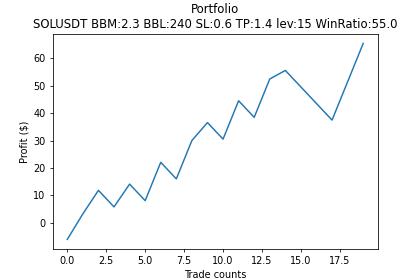 Portfolio
SOLUSDT BBM:2.3 BBL:240 SL:0.6 TP:1.4 lev:15 WinRatio:55.0
60
50
40
30
20
10
0
Profit ($)
0.0 2.5 5.0 7.5 10.0 12.5 15.0 17.5
Trade counts